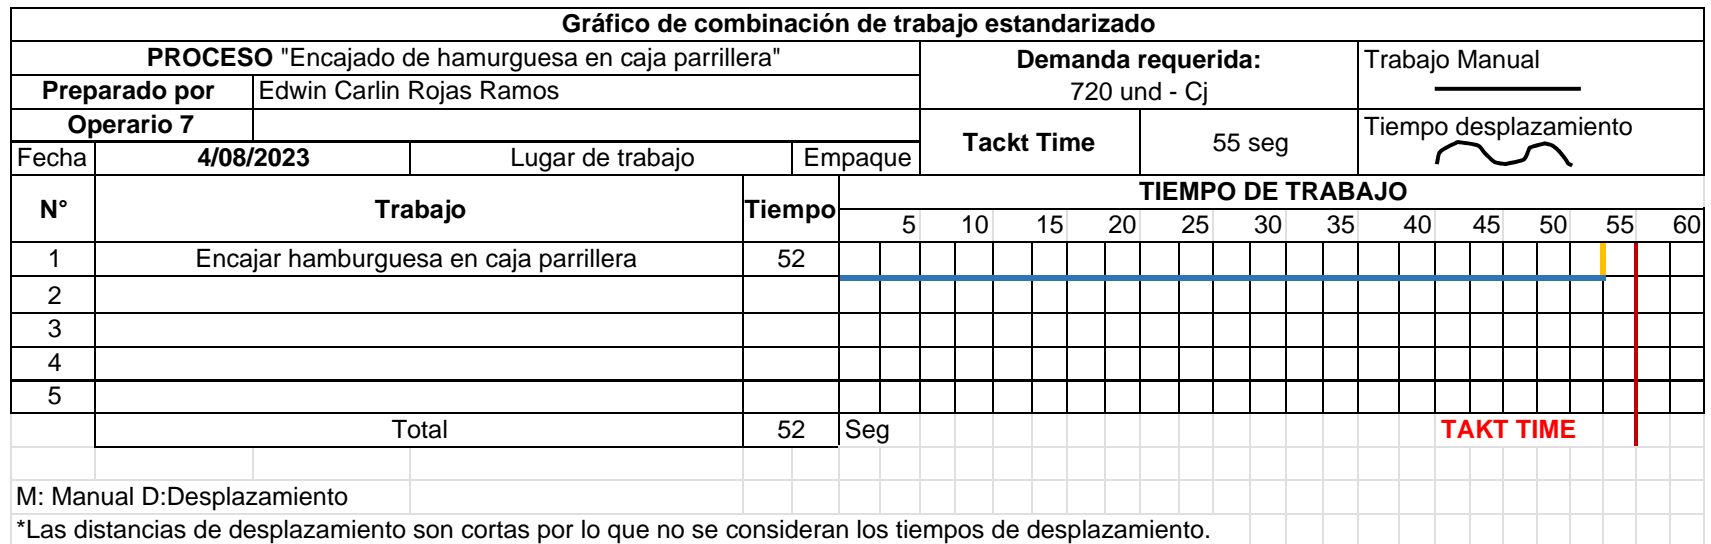 Gráfico de combinación de trabajo estandarizado
PROCESO "Encajado de hamurguesa en caja parrillera"
Demanda requerida:
720 und - Cj
Trabajo Manual
Preparado por Edwin Carlin Rojas Ramos
Operario 7
Tackt Time 55 seg
Tiempo desplazamiento
Fecha 4/08/2023 Lugar de trabajo Empaque
N° Trabajo Tiempo TIEMPO DE TRABAJO
5 10 15 20 25 30 35 40 45 50 55 60
1 Encajar hamburguesa en caja parrillera 52
2
3
4
5
Total 52 Seg TAKT TIME
M: Manual D:Desplazamiento
*Las distancias de desplazamiento son cortas por lo que no se consideran los tiempos de desplazamiento.